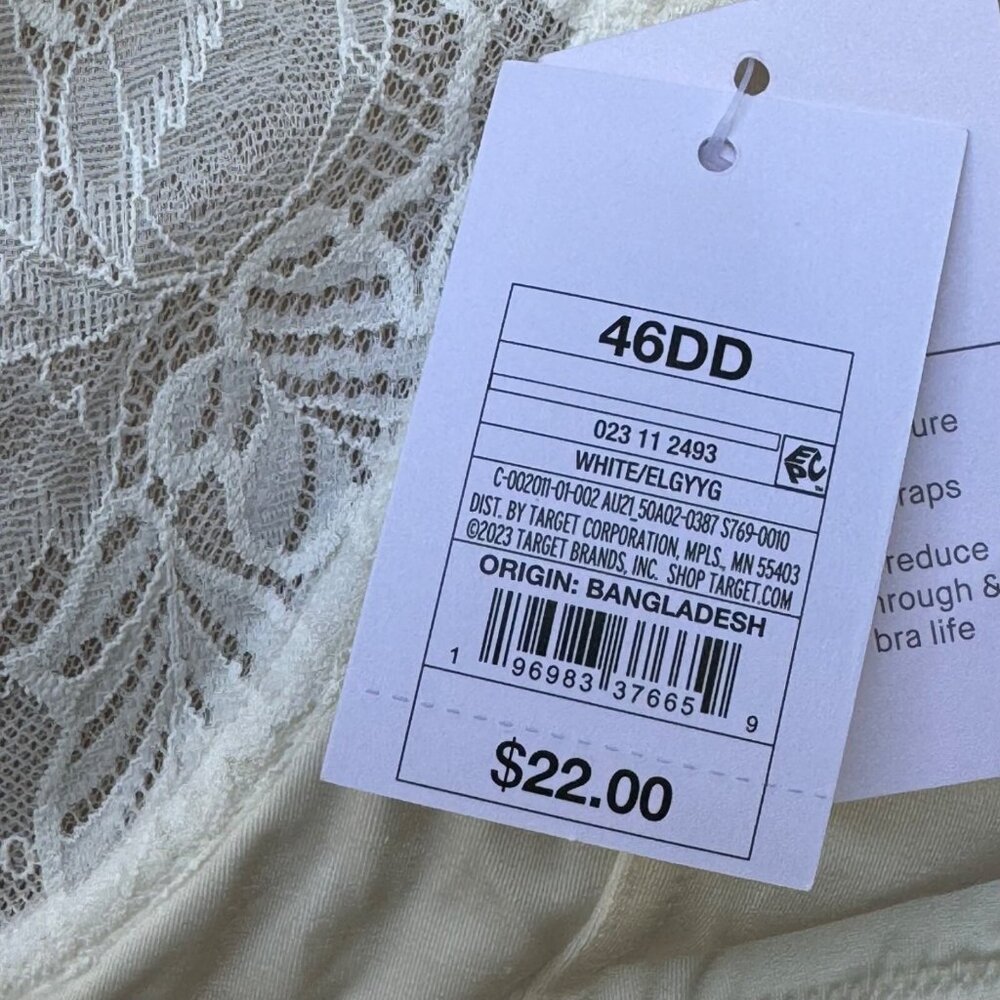 46DD
023 11 2493
EPC
WHITE/ELGYYG
C-002011-01-002 AU21_50A02-0387 S769-0010
DIST. BY TARGET CORPORATION, MPLS., MN 55403
©2023 TARGET BRANDS, INC. SHOP TARGET.COM
ORIGIN: BANGLADESH
1 96983 37665 9
$22.00
ure
raps
reduce
hrough &
bra life